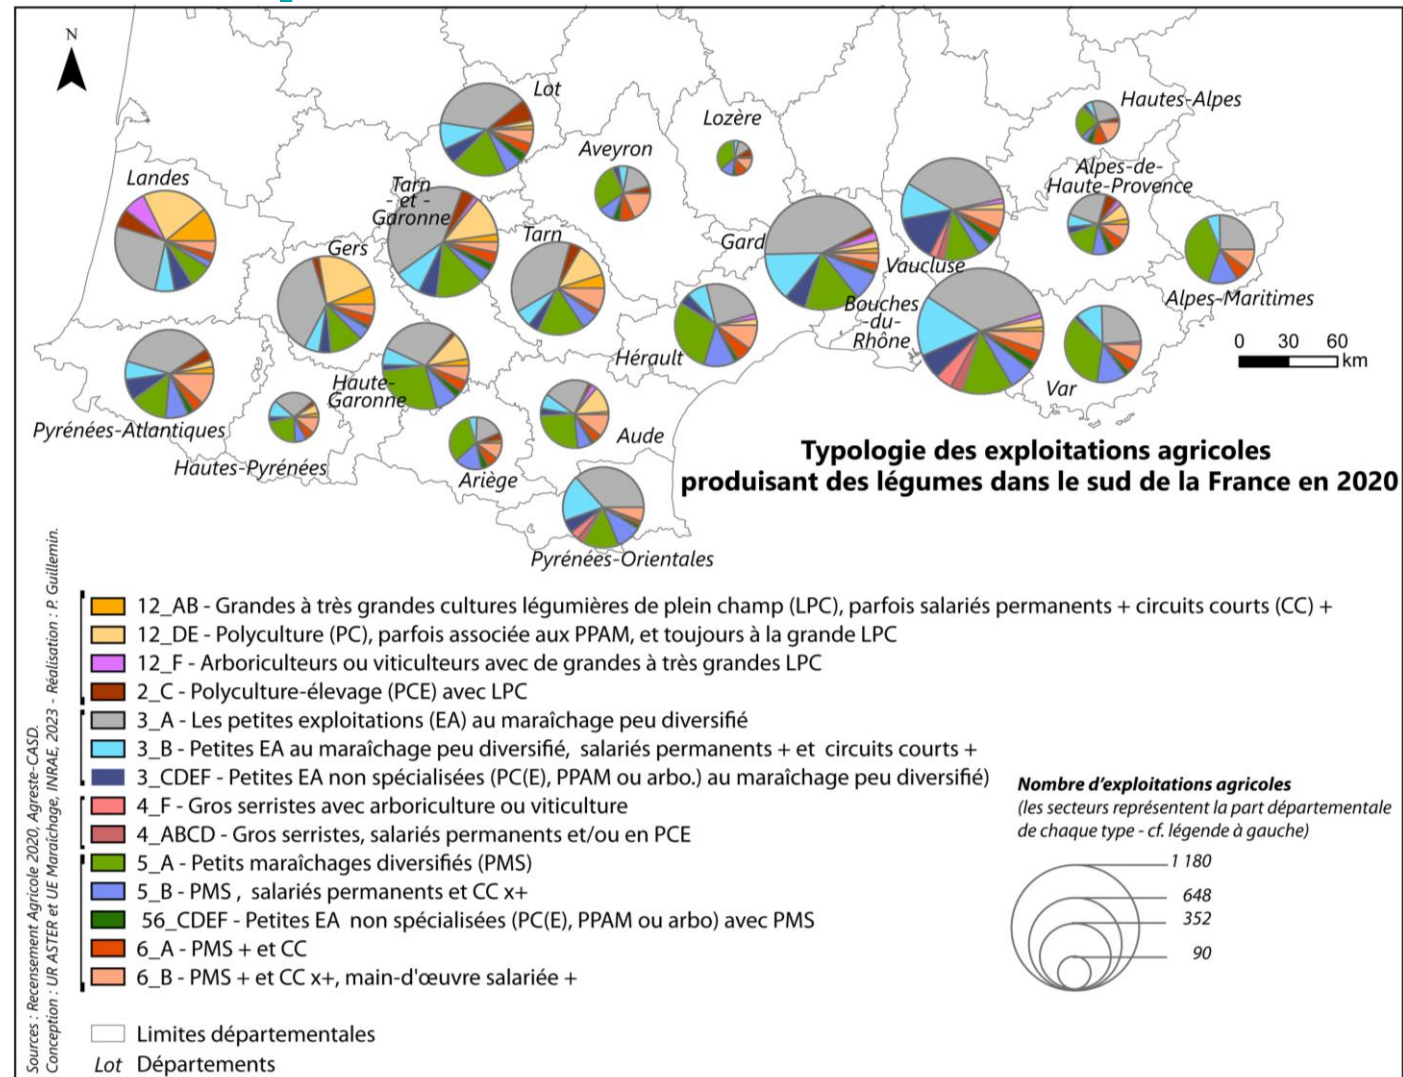 N
Lot
Hautes-Alpes
Lozère
Aveyron
Alpes-de-
Haute-Provence
Landes
Tarn
- et -
Garonne
Tarn
Gers
Gard
Vaucluse
Alpes-Maritimes
Bouches
-du-
Rhône
0 30 60
km
Hérault
Var
Haute-
Garonne
Pyrénées-Atlantiques
Aude
Hautes-Pyrénées
Ariège
Pyrénées-Orientales
Typologie des exploitations agricoles
produisant des légumes dans le sud de la France en 2020
12_AB - Grandes à très grandes cultures légumières de plein champ (LPC), parfois salariés permanents + circuits courts (CC) +
12_DE - Polyculture (PC), parfois associée aux PPAM, et toujours à la grande LPC
12_F - Arboriculteurs ou viticulteurs avec de grandes à très grandes LPC
2_C - Polyculture-élevage (PCE) avec LPC
3_A - Les petites exploitations (EA) au maraîchage peu diversifié
3_B - Petites EA au maraîchage peu diversifié, salariés permanents + et circuits courts +
3_CDEF - Petites EA non spécialisées (PC(E), PPAM ou arbo.) au maraîchage peu diversifié)
4_F - Gros serristes avec arboriculture ou viticulture
4_ABCD - Gros serristes, salariés permanents et/ou en PCE
5_A - Petits maraîchages diversifiés (PMS)
5_B - PMS , salariés permanents et CC x+
56_CDEF - Petites EA non spécialisées (PC(E), PPAM ou arbo) avec PMS
6_A - PMS + et CC
6_B - PMS + et CC x+, main-d'œuvre salariée +
Limites départementales
Lot Départements
Nombre d'exploitations agricoles
(les secteurs représentent la part départementale
de chaque type - cf. légende à gauche)
1 180
648
352
90
Sources : Recensement Agricole 2020, Agreste-CASD.
Conception : UR ASTER et UE Maraîchage, INRAE, 2023 - Réalisation : P. Guillemin.